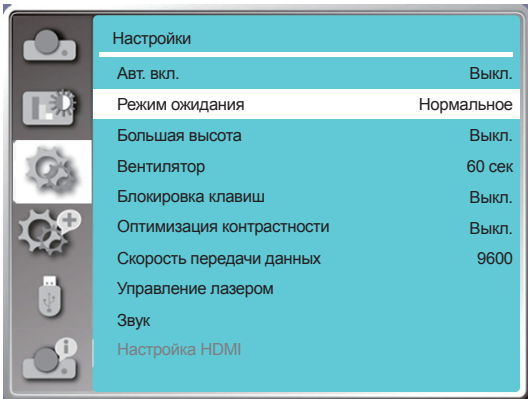 Настройки
Авт. вкл. Выкл.
Режим ожидания Нормальное
Большая высота Выкл.
Вентилятор 60 сек
Блокировка клавиш Выкл.
Оптимизация контрастности Выкл.
Скорость передачи данных 9600
Управление лазером
Звук
Настройка HDMI